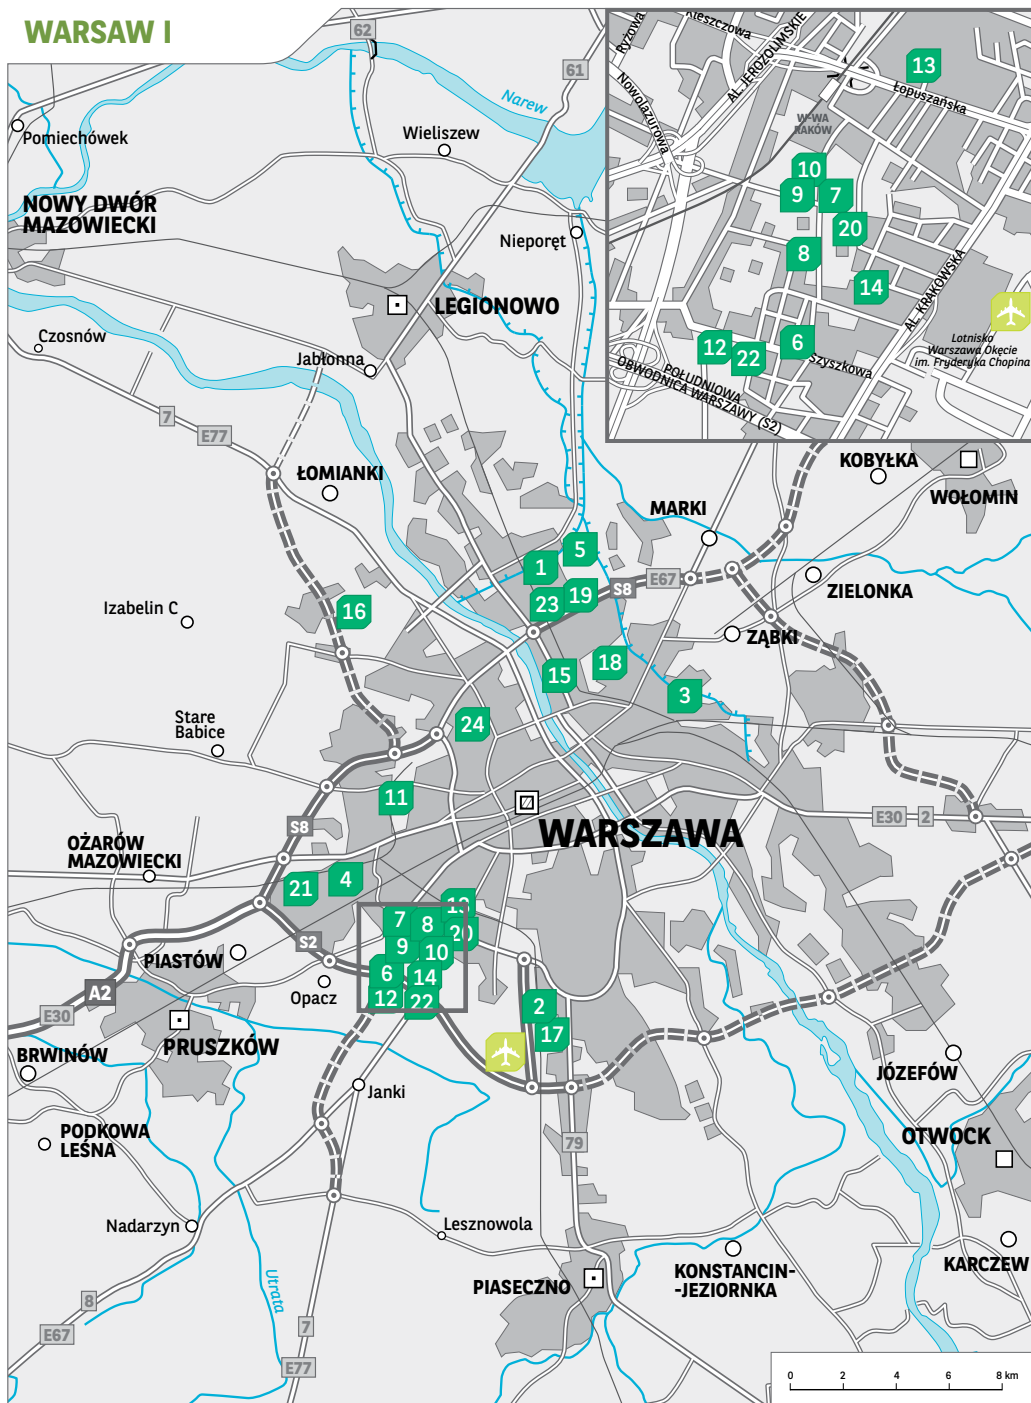 WARSAW I
62
61
Narew
Pomiechówek
Wieliszew
NOWY DWÓR
MAZOWIECKI
Nieporęt
LEGIONOWO
Czosnów
Jabłonna
7
E77
ŁOMIANKI
Kleszczowa
Ryżowa
AL. JEROZOLIMSKIE
Nowolazurowa
13
Łopuszańska
W-WA
RAKÓW
10
9
7
20
8
14
AL. KRAKOWSKA
6
12
22
Szyszkowa
Lotnisko
Warszawa Okęcie
im. Fryderyka Chopina
POŁUDNIOWA
OBWODNICA WARSZAWY (S2)
KOBYŁKA
WOŁOMIN
MARKI
5
1
E67
S8
19
23
ZIELONKA
16
Izabelin C
ZĄBKI
18
15
3
Stare
Babice
24
11
S8
WARSZAWA
E30
2
OŻARÓW
MAZOWIECKI
4
21
13
7
8
20
S2
9
10
PIASTÓW
6
14
Opacz
12
22
A2
E30
2
17
PRUSZKÓW
BRWINÓW
Janki
JÓZEFÓW
PODKOWA
LEŚNA
OTWOCK
79
Nadarzyn
Lesznowola
KARCZEW
KONSTANCIN-
-JEZIORNKA
PIASECZNO
Utrata
8
E67
7
E77
0
2
4
6
8 km